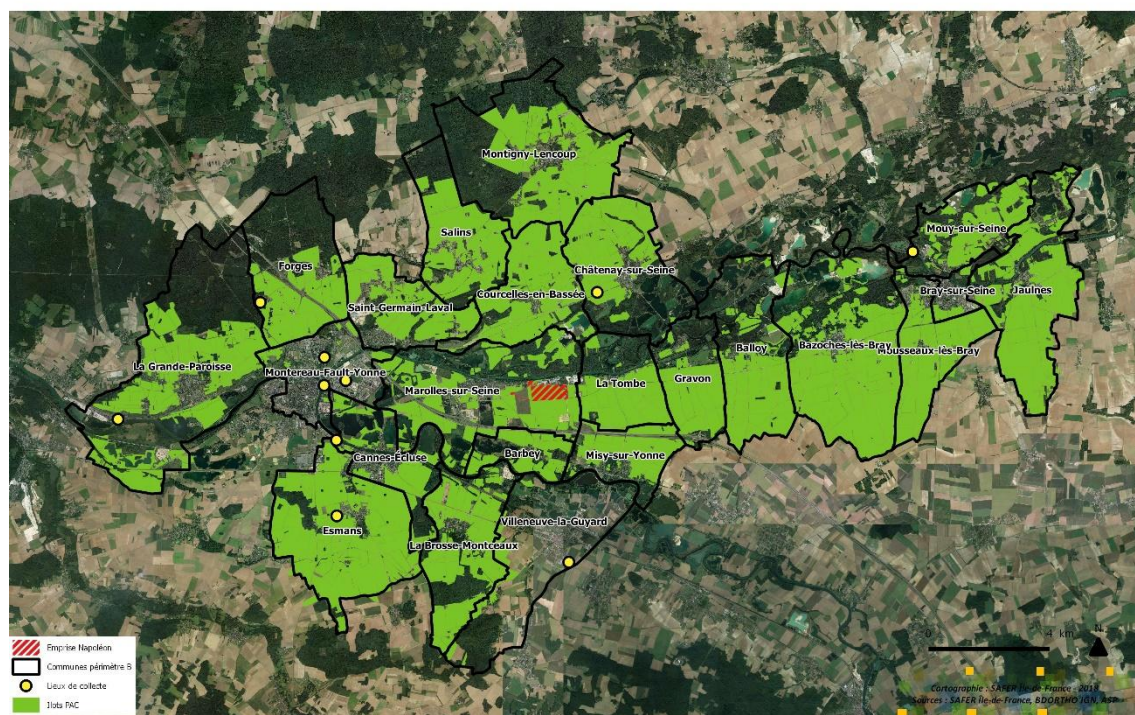 Montigny-Lencoup
Salins
Mouy-sur-Seine
Forges
Châtenay-sur-Seine
Courcelles-en-Bassée
Bray-sur-Seine
Jaulnes
Saint-Germain-Laval
Balloy
Bazoches-lès-Bray
Mousseaux-lès-Bray
La Grande-Paroisse
Montereau-Fault-Yonne
Marolles-sur-Seine
La Tombe
Gravon
Cannes-Écluse
Barbey
Misy-sur-Yonne
Villeneuve-la-Guyard
Esmans
La Brosse-Montceaux
Emprise Napoléon
Communes périmètre B
Lieux de collecte
Ilots PAC
0 4 km
N
Cartographie : SAFER Ile-de-France - 2019
Sources : SAFER Ile-de-France, BDORTHO IGN, ASP